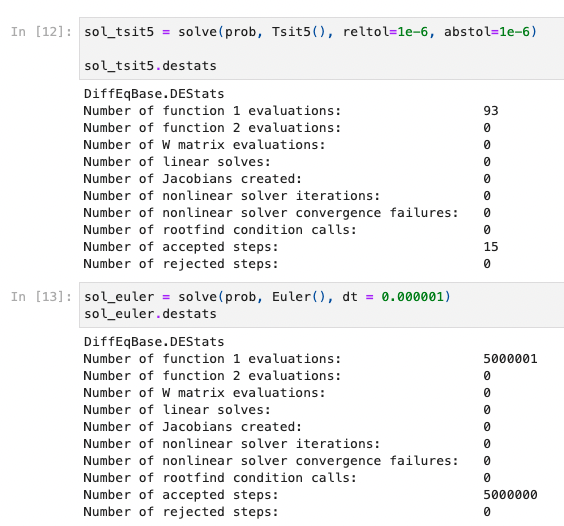 In [12]: sol_tsit5 = solve(prob, Tsit5(), reltol=1e-6, abstol=1e-6)
sol_tsit5.destats
DiffEqBase.DEStats
Number of function 1 evaluations: 93
Number of function 2 evaluations: 0
Number of W matrix evaluations: 0
Number of linear solves: 0
Number of Jacobians created: 0
Number of nonlinear solver iterations: 0
Number of nonlinear solver convergence failures: 0
Number of rootfind condition calls: 0
Number of accepted steps: 15
Number of rejected steps: 0
In [13]: sol_euler = solve(prob, Euler(), dt = 0.000001)
sol_euler.destats
DiffEqBase.DEStats
Number of function 1 evaluations: 5000001
Number of function 2 evaluations: 0
Number of W matrix evaluations: 0
Number of linear solves: 0
Number of Jacobians created: 0
Number of nonlinear solver iterations: 0
Number of nonlinear solver convergence failures: 0
Number of rootfind condition calls: 0
Number of accepted steps: 5000000
Number of rejected steps: 0